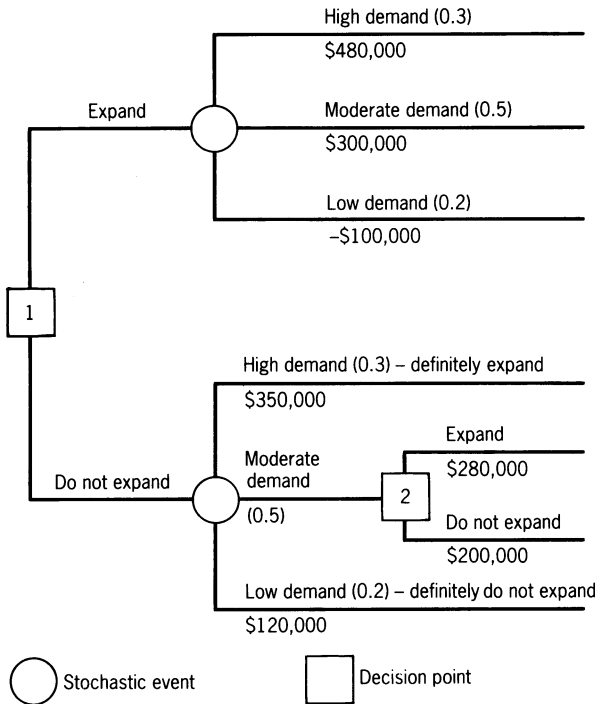 High demand (0.3)
$480,000
Expand
Moderate demand (0.5)
$300,000
Low demand (0.2)
–$100,000
1
High demand (0.3) – definitely expand
$350,000
Expand
$280,000
Moderate
demand
(0.5)
Do not expand
2
Do not expand
$200,000
Low demand (0.2) – definitely do not expand
$120,000
Stochastic event
Decision point